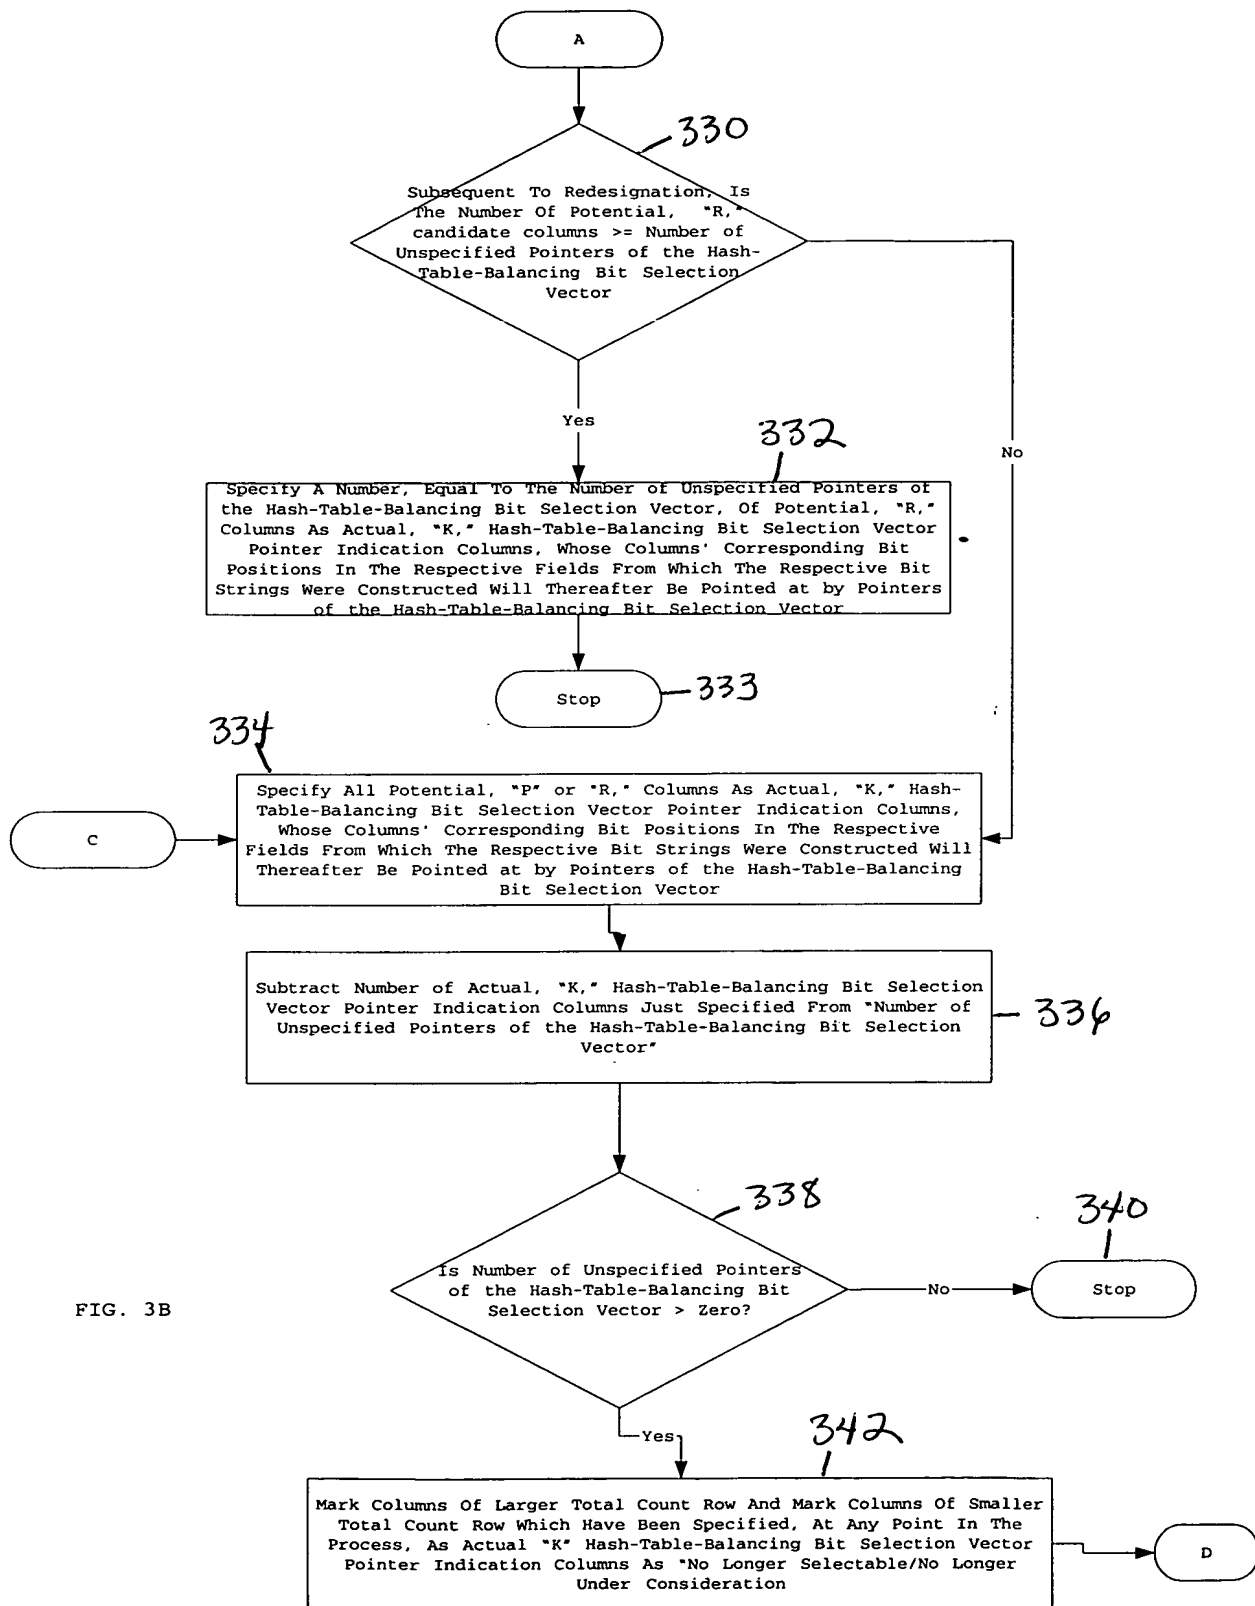 A
330
Subsequent To Redesignation, Is
The Number Of Potential, "R,"
candidate columns >= Number of
Unspecified Pointers of the Hash-
Table-Balancing Bit Selection
Vector
Yes
No
332
Specify A Number, Equal To The Number of Unspecified Pointers of
the Hash-Table-Balancing Bit Selection Vector, Of Potential, "R,"
Columns As Actual, "K," Hash-Table-Balancing Bit Selection Vector
Pointer Indication Columns, Whose Columns' Corresponding Bit
Positions In The Respective Fields From Which The Respective Bit
Strings Were Constructed Will Thereafter Be Pointed at by Pointers
of the Hash-Table-Balancing Bit Selection Vector
Stop
333
334
C
Specify All Potential, "P" or "R," Columns As Actual, "K," Hash-
Table-Balancing Bit Selection Vector Pointer Indication Columns,
Whose Columns' Corresponding Bit Positions In The Respective
Fields From Which The Respective Bit Strings Were Constructed Will
Thereafter Be Pointed at by Pointers of the Hash-Table-Balancing
Bit Selection Vector
Subtract Number of Actual, "K," Hash-Table-Balancing Bit Selection
Vector Pointer Indication Columns Just Specified From "Number of
Unspecified Pointers of the Hash-Table-Balancing Bit Selection
Vector"
336
338
Is Number of Unspecified Pointers
of the Hash-Table-Balancing Bit
Selection Vector > Zero?
No
340
Stop
FIG. 3B
Yes
342
Mark Columns Of Larger Total Count Row And Mark Columns Of Smaller
Total Count Row Which Have Been Specified, At Any Point In The
Process, As Actual "K" Hash-Table-Balancing Bit Selection Vector
Pointer Indication Columns As "No Longer Selectable/No Longer
Under Consideration
D